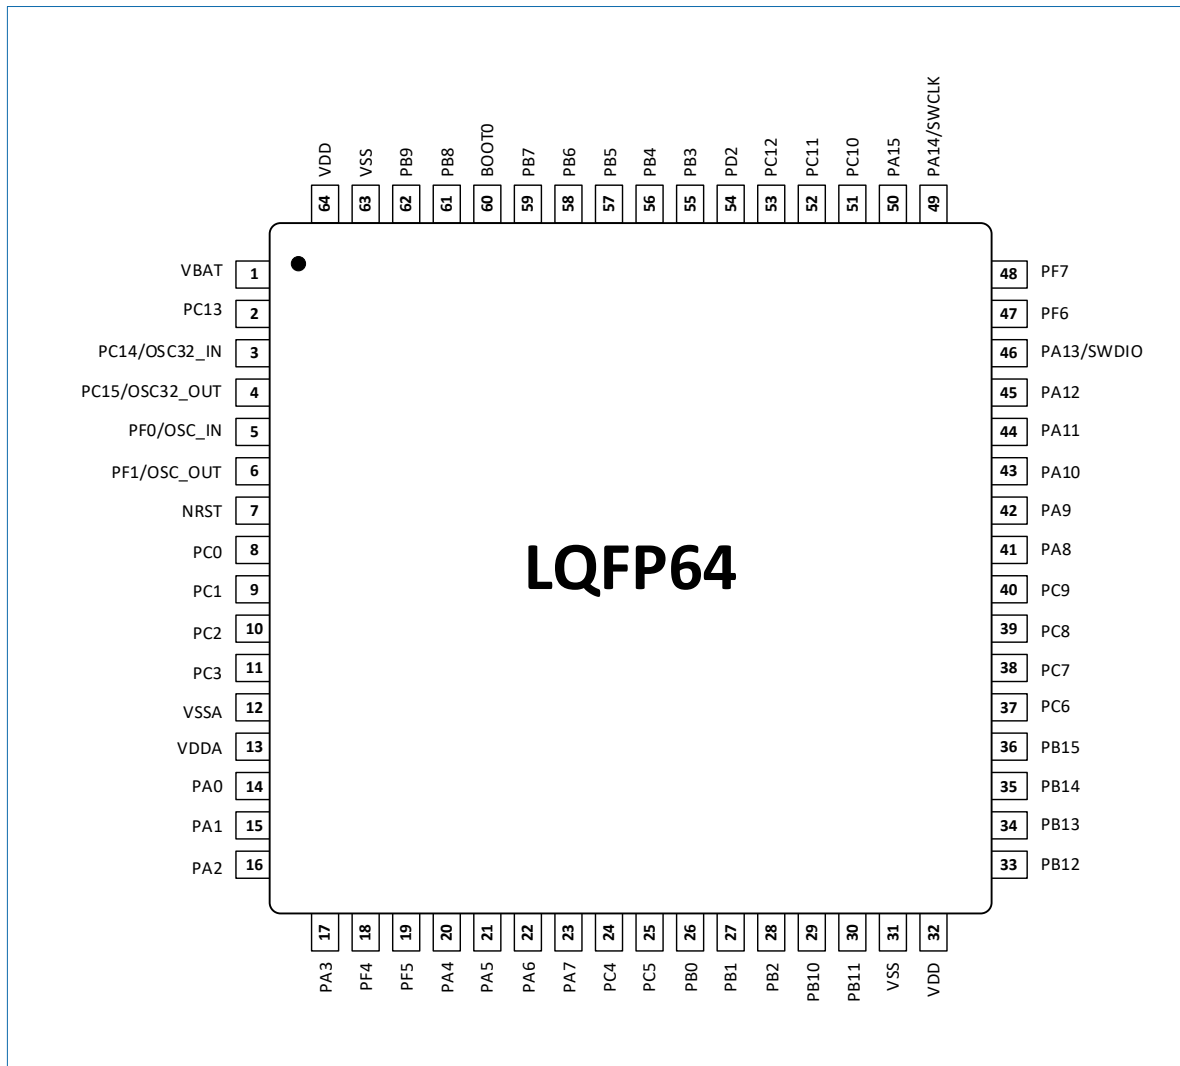 VDD VSS PB9 PB8 BOOT0 PB7 PB6 PB5 PB4 PB3 PD2 PC12 PC11 PC10 PA15 PA14/SWCLK
64 63 62 61 60 59 58 57 56 55 54 53 52 51 50 49
VBAT 1 48 PF7
PC13 2 47 PF6
PC14/OSC32_IN 3 46 PA13/SWDIO
PC15/OSC32_OUT 4 45 PA12
PF0/OSC_IN 5 44 PA11
PF1/OSC_OUT 6 43 PA10
NRST 7 42 PA9
PC0 8 41 PA8
LQFP64
PC1 9 40 PC9
PC2 10 39 PC8
PC3 11 38 PC7
VSSA 12 37 PC6
VDDA 13 36 PB15
PA0 14 35 PB14
PA1 15 34 PB13
PA2 16 33 PB12
17 18 19 20 21 22 23 24 25 26 27 28 29 30 31 32
PA3 PF4 PF5 PA4 PA5 PA6 PA7 PC4 PC5 PB0 PB1 PB2 PB10 PB11 VSS VDD